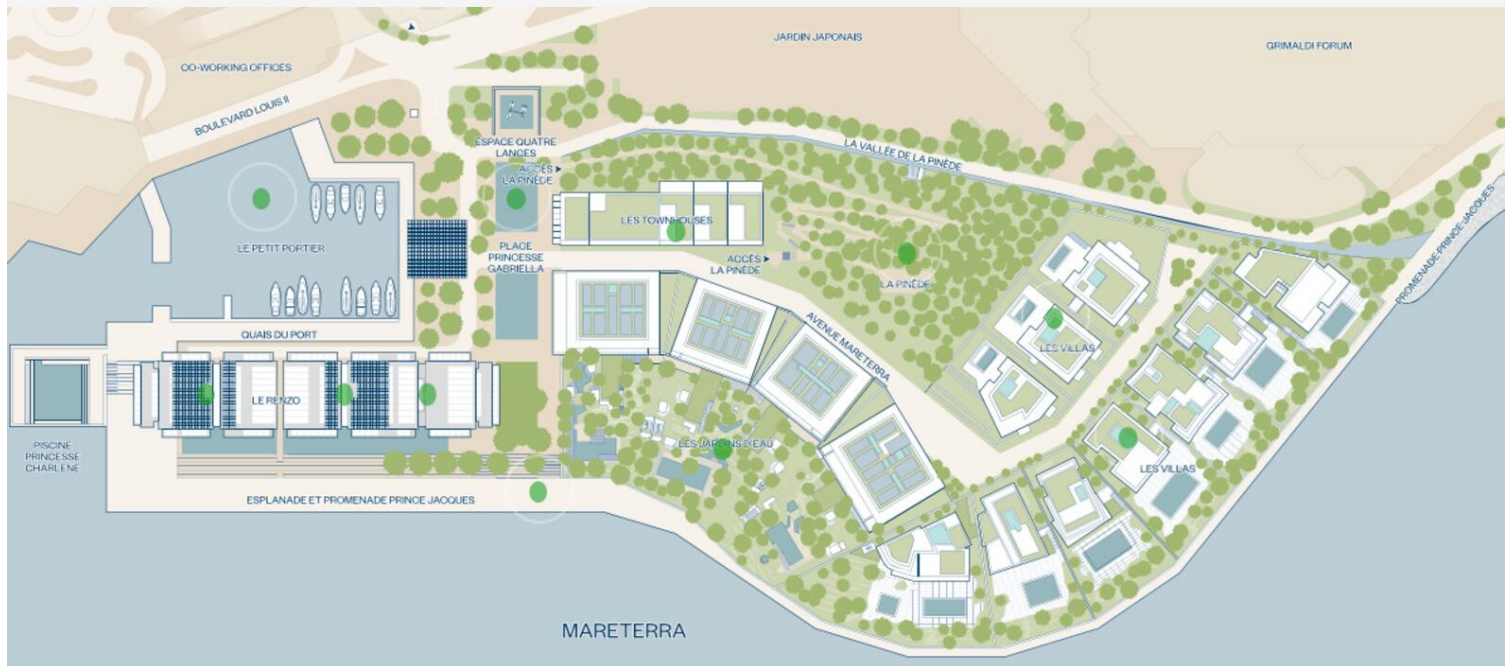 JARDIN JAPONAIS
GRIMALDI FORUM
CO-WORKING OFFICES
BOULEVARD LOUIS II
ESPACE QUATRE
LANCES
LA VALLÉE DE LA PINÈDE
ACCÈS
LA PINÈDE
PROMENADE PRINCE JACQUES
LES TOWNHOUSES
LE PETIT PORTIER
PLACE
PRINCESSE
GABRIELLA
ACCÈS
LA PINÈDE
LA PINÈDE
QUAIS DU PORT
AVENUE MARETERRA
LES VILLAS
LE RENZO
PISCINE
PRINCESSE
CHARLENE
LES JARDINS D'EAU
LES VILLAS
ESPLANADE ET PROMENADE PRINCE JACQUES
MARETERRA